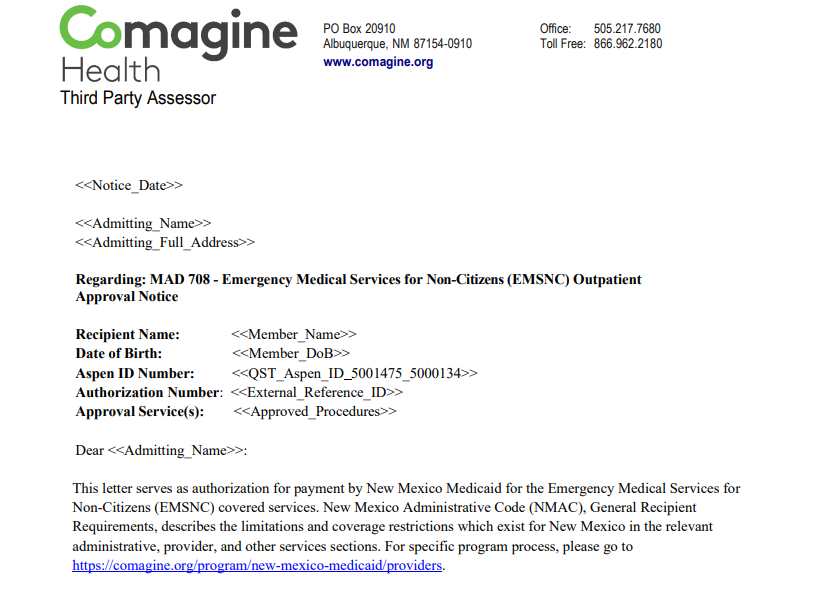 Comagine
Health
Third Party Assessor
PO Box 20910
Albuquerque, NM 87154-0910
www.comagine.org
Office: 505.217.7680
Toll Free: 866.962.2180
<<Notice_Date>>
<<Admitting_Name>>
<<Admitting_Full_Address>>
Regarding: MAD 708 - Emergency Medical Services for Non-Citizens (EMSNC) Outpatient
Approval Notice
Recipient Name: <<Member_Name>>
Date of Birth: <<Member_DoB>>
Aspen ID Number: <<QST_Aspen_ID_5001475_5000134>>
Authorization Number: <<External_Reference_ID>>
Approval Service(s): <<Approved_Procedures>>
Dear <<Admitting_Name>>:
This letter serves as authorization for payment by New Mexico Medicaid for the Emergency Medical Services for
Non-Citizens (EMSNC) covered services. New Mexico Administrative Code (NMAC), General Recipient
Requirements, describes the limitations and coverage restrictions which exist for New Mexico in the relevant
administrative, provider, and other services sections. For specific program process, please go to
https://comagine.org/program/new-mexico-medicaid/providers.